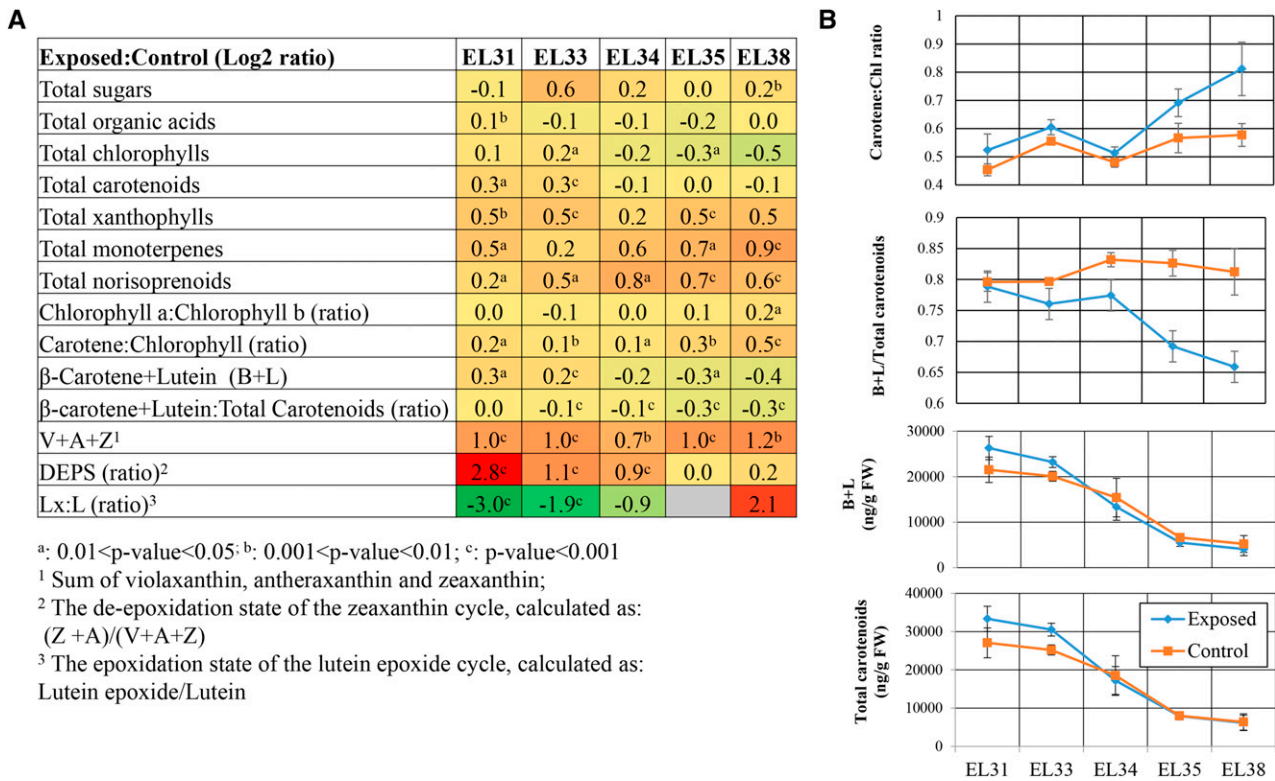 A
Exposed:Control (Log2 ratio) EL31 EL33 EL34 EL35 EL38
Total sugars -0.1 0.6 0.2 0.0 0.2ᵇ
Total organic acids 0.1ᵇ -0.1 -0.1 -0.2 0.0
Total chlorophylls 0.1 0.2ᵃ -0.2 -0.3ᵃ -0.5
Total carotenoids 0.3ᵃ 0.3ᶜ -0.1 0.0 -0.1
Total xanthophylls 0.5ᵇ 0.5ᶜ 0.2 0.5ᶜ 0.5
Total monoterpenes 0.5ᵃ 0.2 0.6 0.7ᵃ 0.9ᶜ
Total norisoprenoids 0.2ᵃ 0.5ᵃ 0.8ᵃ 0.7ᶜ 0.6ᶜ
Chlorophyll a:Chlorophyll b (ratio) 0.0 -0.1 0.0 0.1 0.2ᵃ
Carotene:Chlorophyll (ratio) 0.2ᵃ 0.1ᵇ 0.1ᵃ 0.3ᵇ 0.5ᶜ
β-Carotene+Lutein (B+L) 0.3ᵃ 0.2ᶜ -0.2 -0.3ᵃ -0.4
β-carotene+Lutein:Total Carotenoids (ratio) 0.0 -0.1ᶜ -0.1ᶜ -0.3ᶜ -0.3ᶜ
V+A+Z¹ 1.0ᶜ 1.0ᶜ 0.7ᵇ 1.0ᶜ 1.2ᵇ
DEPS (ratio)² 2.8ᶜ 1.1ᶜ 0.9ᶜ 0.0 0.2
Lx:L (ratio)³ -3.0ᶜ -1.9ᶜ -0.9 2.1
ᵃ: 0.01<p-value<0.05; ᵇ: 0.001<p-value<0.01; ᶜ: p-value<0.001
¹ Sum of violaxanthin, antheraxanthin and zeaxanthin;
² The de-epoxidation state of the zeaxanthin cycle, calculated as:
(Z +A)/(V+A+Z)
³ The epoxidation state of the lutein epoxide cycle, calculated as:
Lutein epoxide/Lutein
B
Carotene:Chl ratio
1
0.9
0.8
0.7
0.6
0.5
0.4
B+L/Total carotenoids
0.9
0.85
0.8
0.75
0.7
0.65
0.6
B+L
(ng/g FW)
30000
20000
10000
0
Total carotenoids
(ng/g FW)
40000
30000
20000
10000
0
Exposed
Control
EL31 EL33 EL34 EL35 EL38